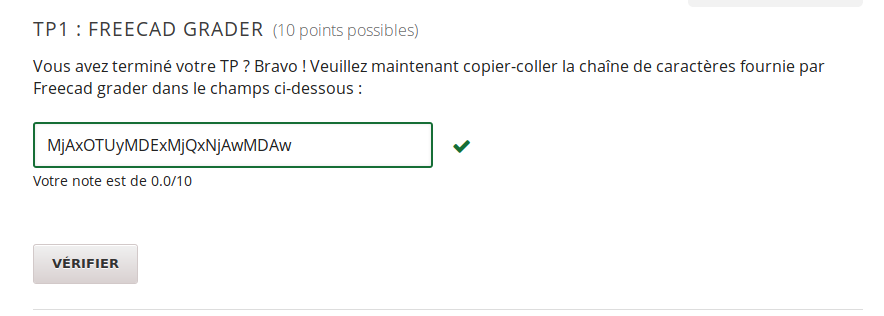 TP1 : FREECAD GRADER (10 points possibles)
Vous avez terminé votre TP ? Bravo ! Veuillez maintenant copier-coller la chaîne de caractères fournie par
Freecad grader dans le champs ci-dessous :
MjAxOTUyMDExMjQxNjAwMDAw
Votre note est de 0.0/10
VÉRIFIER